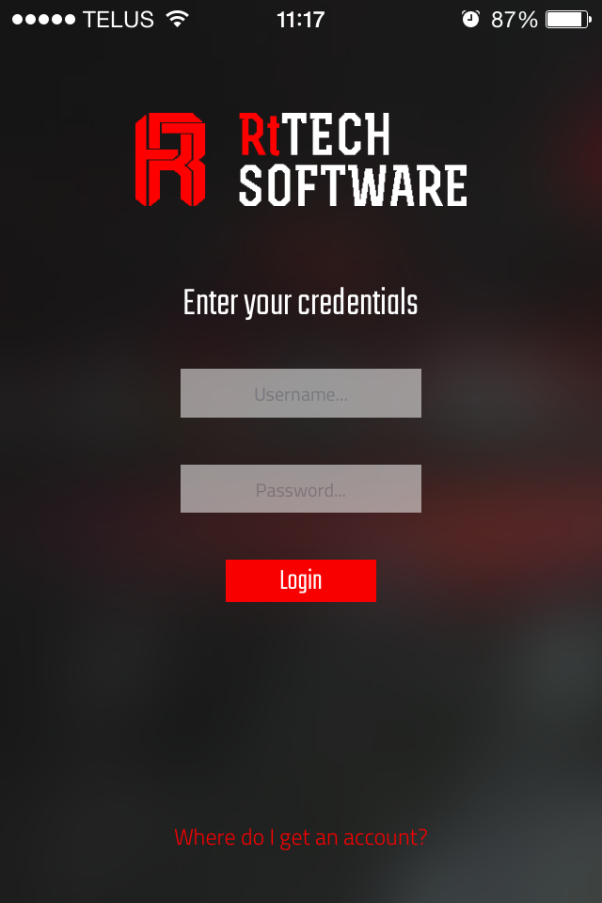 TELUS 11:17 87%
RtTECH
SOFTWARE
Enter your credentials
Username...
Password...
Login
Where do I get an account?